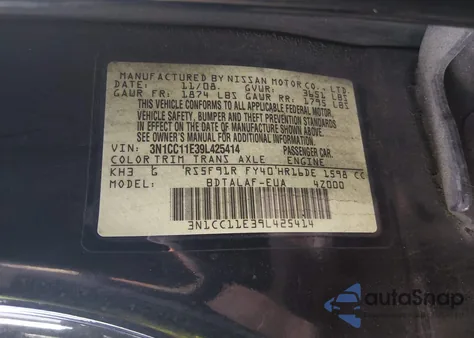 MANUFACTURED BY NISSAN MOTOR CO., LTD.
DATE: 11/08 GVWR: 3651 LBS
GAWR FR: 1874 LBS GAWR RR: 1795 LBS
THIS VEHICLE CONFORMS TO ALL APPLICABLE FEDERAL MOTOR
VEHICLE SAFETY, BUMPER, AND THEFT PREVENTION STANDARDS
IN EFFECT ON THE DATE OF MANUFACTURE SHOWN ABOVE.
SEE OWNER'S MANUAL FOR ADDITIONAL INFORMATION
VIN: 3N1CC11E39L425414 PASSENGER CAR
COLOR TRIM TRANS AXLE ENGINE
KH3 G RS5F91R FY40 HR16DE 1598 CC
MODEL: BDTALAF-EUA 4Z000
3N1CC11E39L425414
autoSnap